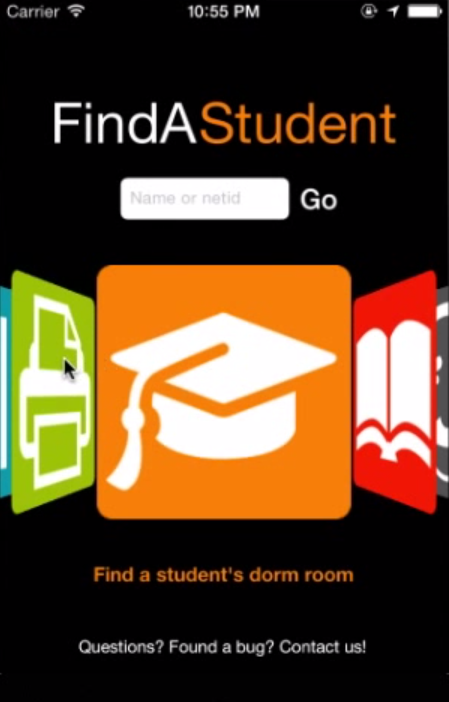 Carrier 10:55 PM
FindAStudent
Name or netid Go
Find a student's dorm room
Questions? Found a bug? Contact us!